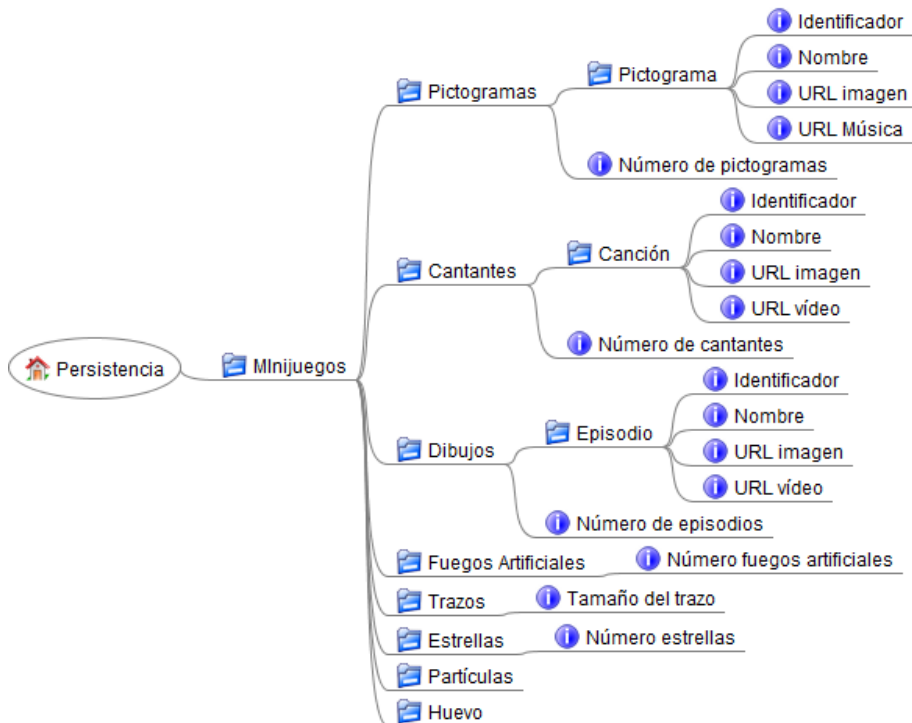 Persistencia
MInijuegos
Pictogramas
Pictograma
Identificador
Nombre
URL imagen
URL Música
Número de pictogramas
Cantantes
Canción
Identificador
Nombre
URL imagen
URL vídeo
Número de cantantes
Dibujos
Episodio
Identificador
Nombre
URL imagen
URL vídeo
Número de episodios
Fuegos Artificiales
Número fuegos artificiales
Trazos
Tamaño del trazo
Estrellas
Número estrellas
Partículas
Huevo